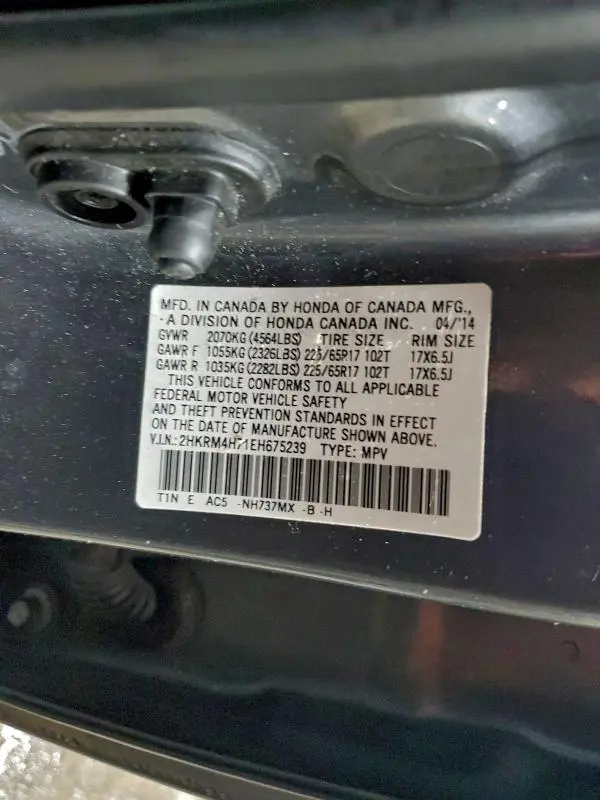 MFD. IN CANADA BY HONDA OF CANADA MFG.,
A DIVISION OF HONDA CANADA INC. 04/'14
GVWR 2070KG (4564LBS) TIRE SIZE RIM SIZE
GAWR F 1055KG (2326LBS) 225/65R17 102T 17X6.5J
GAWR R 1035KG (2282LBS) 225/65R17 102T 17X6.5J
THIS VEHICLE CONFORMS TO ALL APPLICABLE
FEDERAL MOTOR VEHICLE SAFETY
AND THEFT PREVENTION STANDARDS IN EFFECT
ON THE DATE OF MANUFACTURE SHOWN ABOVE.
V.I.N.: 2HKRM4H71EH675239 TYPE: MPV
T1N E AC5 -NH737MX -B -H